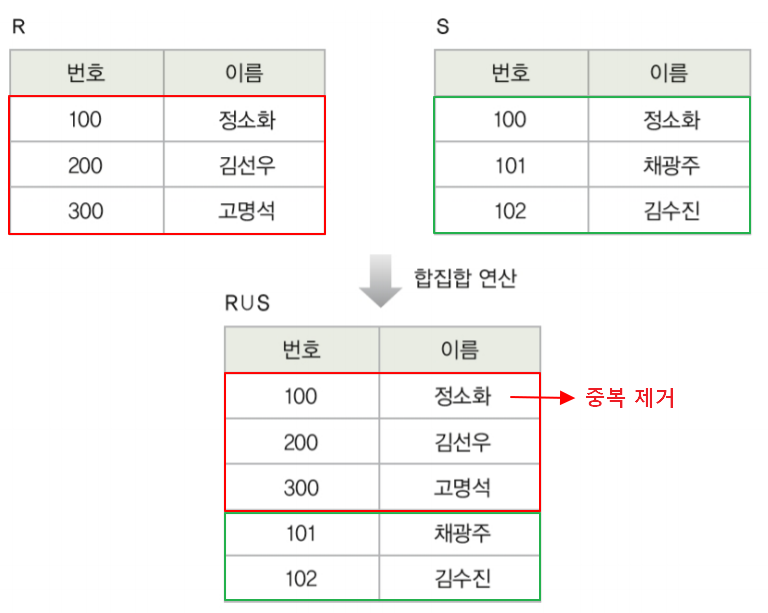 R
번호 이름
100 정소화
200 김선우
300 고명석
S
번호 이름
100 정소화
101 채광주
102 김수진
합집합 연산
R∪S
번호 이름
100 정소화
200 김선우
300 고명석
101 채광주
102 김수진
중복 제거